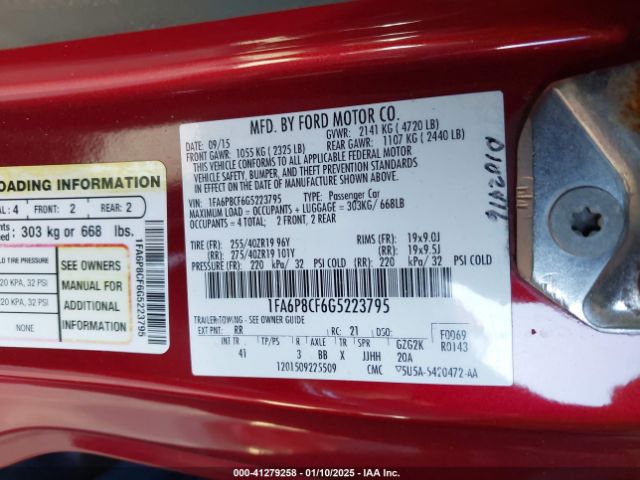 MFD. BY FORD MOTOR CO.
DATE: 09/15 GVWR: 2141 KG ( 4720 LB)
FRONT GAWR: 1055 KG ( 2325 LB) REAR GAWR: 1107 KG ( 2440 LB)
THIS VEHICLE CONFORMS TO ALL APPLICABLE FEDERAL MOTOR
VEHICLE SAFETY, BUMPER, AND THEFT PREVENTION STANDARDS
IN EFFECT ON THE DATE OF MANUFACTURE SHOWN ABOVE.
VIN: 1FA6P8CF6G5223795 TYPE: Passenger Car
MAXIMUM LOAD = OCCUPANTS + LUGGAGE = 303KG/ 668LB
OCCUPANTS = 4 TOTAL; 2 FRONT, 2 REAR
TIRE (FR): 255/40ZR19 96Y RIMS (FR): 19x9.0J
(RR): 275/40ZR19 101Y (RR): 19x9.5J
PRESSURE (FR): 220 kPa/ 32 PSI COLD (RR): 220 kPa/ 32 PSI COLD
1FA6P8CF6G5223795
TRAILER TOWING - SEE OWNER GUIDE
EXT PNT: RR RC: 21 DSO: F0069
INT TR TP/PS R AXLE TR SPR GZG2K R0143
41 3 BB X JJHH 20A
1201509225509 CMC
LOADING INFORMATION
: 4 FRONT: 2 REAR: 2
303 kg or 668 lbs.
TIRE PRESSURE
220 KPA, 32 PSI
220 KPA, 32 PSI
NONE
SEE OWNERS
MANUAL FOR
ADDITIONAL
INFORMATION
1FA6P8CF6G5223795
000-41279258 - 01/10/2025 - IAA Inc.